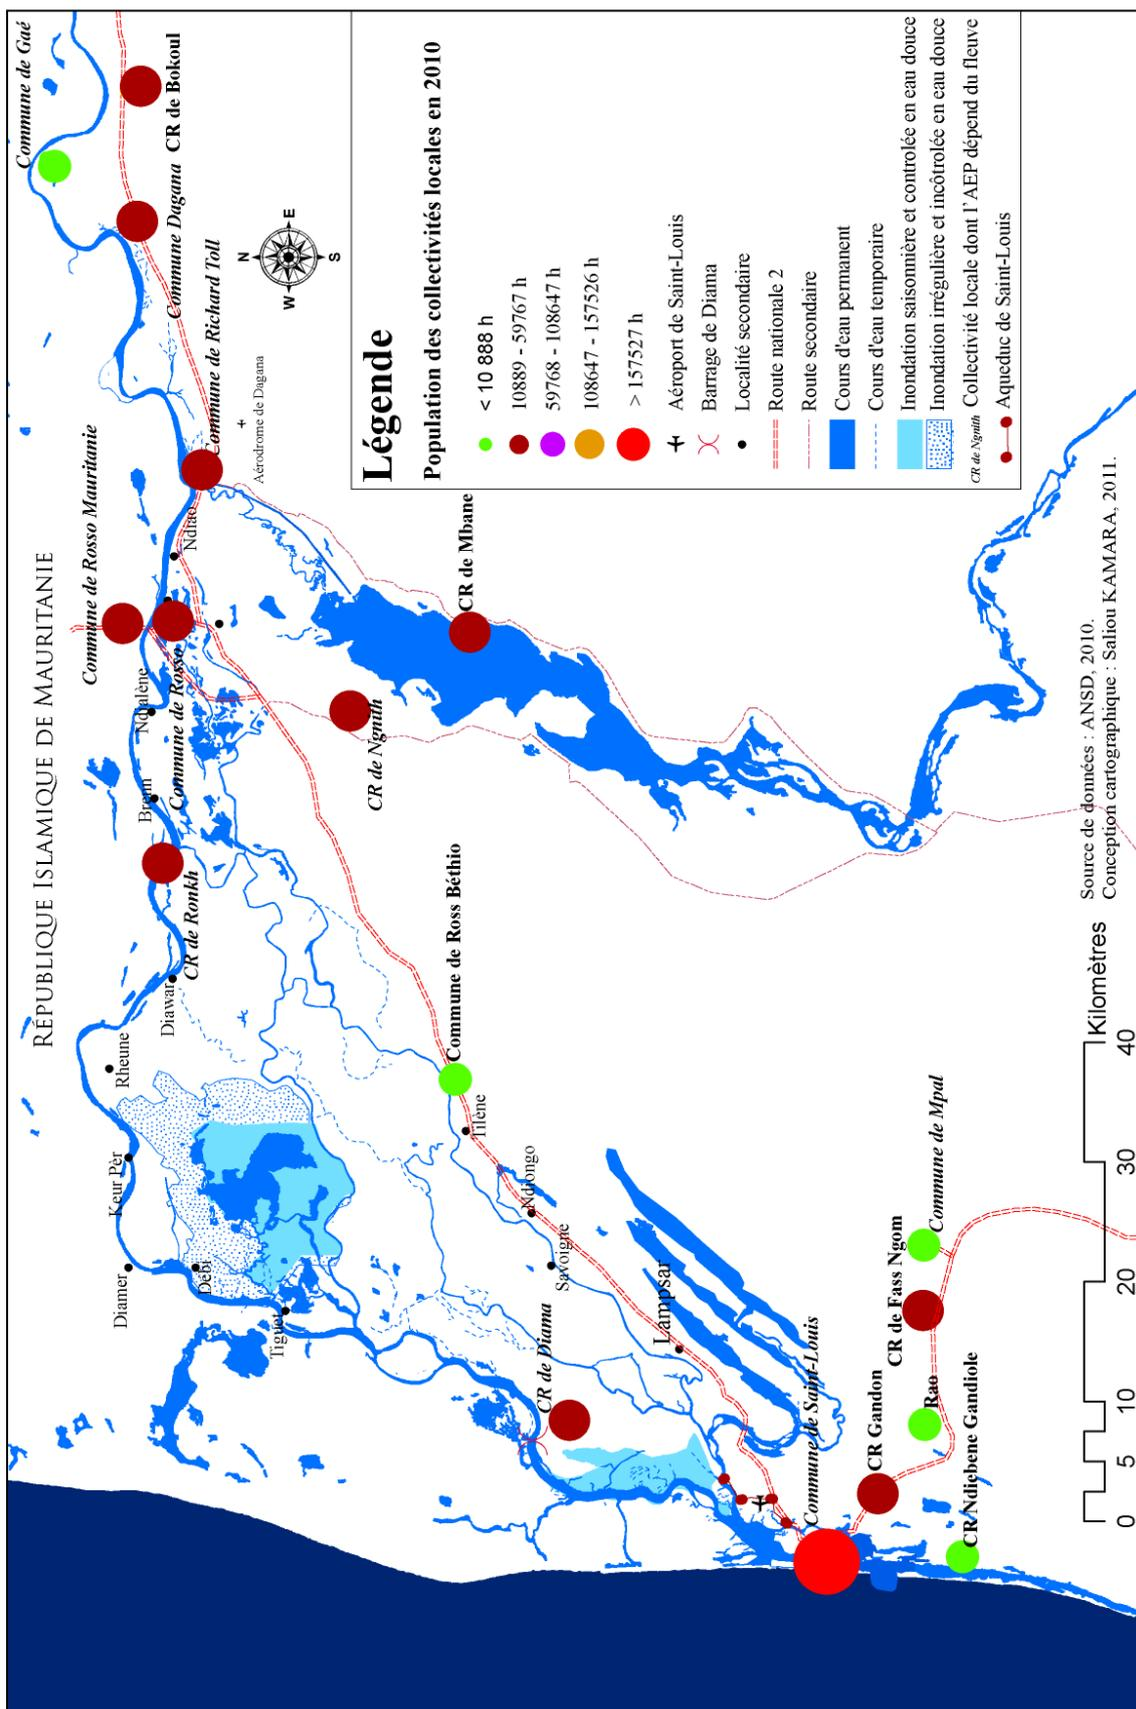 RÉPUBLIQUE ISLAMIQUE DE MAURITANIE
Commune de Gaé
CR de Bokoul
Commune Dagana
Commune de Richard Toll
Aérodrome de Dagana
Commune de Rosso Mauritanie
Ndiao
Commune de Rosso
Ndialène
Brenn
CR de Ronkh
Diawar
Rheune
Keur Pèr
Diamer
Débi
Tiguet
CR de Mbane
CR de Ngnith
Commune de Ross Béthio
Tilène
Ndiongo
Savoigne
Lampsar
CR de Diama
Commune de Saint-Louis
CR Gandon
Rao
CR de Fass Ngom
Commune de Mpal
CR Ndiebene Gandiole
N
W
E
S
Légende
Population des collectivités locales en 2010
< 10 888 h
10889 - 59767 h
59768 - 108647 h
108647 - 157526 h
> 157527 h
Aéroport de Saint-Louis
Barrage de Diama
Localité secondaire
Route nationale 2
Route secondaire
Cours d'eau permanent
Cours d'eau temporaire
Inondation saisonnière et controlée en eau douce
Inondation irrégulière et incôtrolée en eau douce
CR de Ngnith Collectivité locale dont l'AEP dépend du fleuve
Aqueduc de Saint-Louis
0 5 10 20 30 40
Kilomètres
Source de données : ANSD, 2010.
Conception cartographique : Saliou KAMARA, 2011.